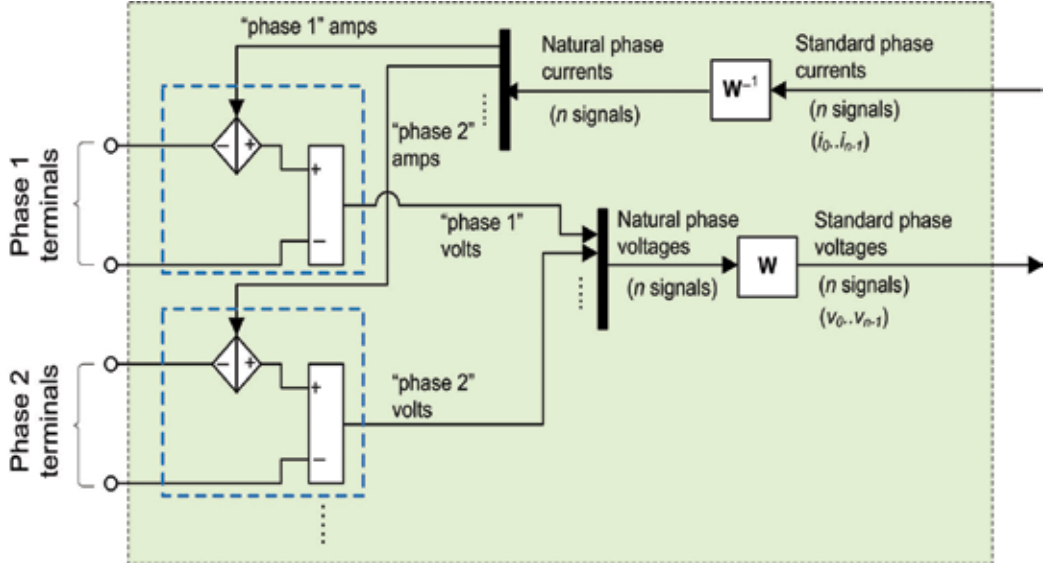 "phase 1" amps
Natural phase
currents
(n signals)
W⁻¹
Standard phase
currents
(n signals)
(i₀..iₙ₋₁)
"phase 2"
amps
Phase 1
terminals
− +
+
−
"phase 1"
volts
Natural phase
voltages
(n signals)
W
Standard phase
voltages
(n signals)
(v₀..vₙ₋₁)
Phase 2
terminals
− +
+
−
"phase 2"
volts